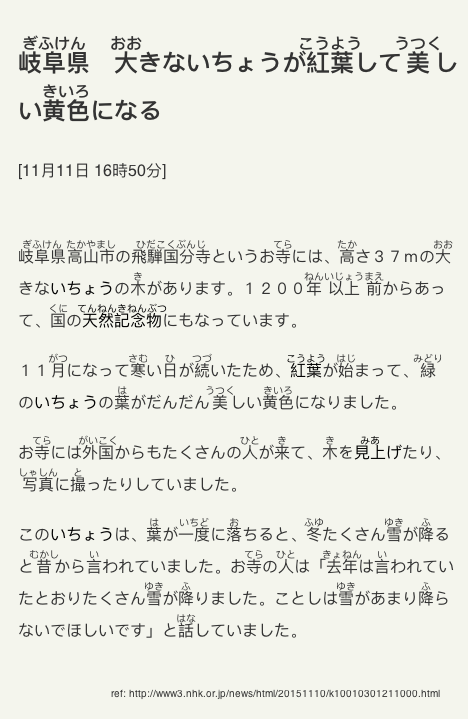 岐阜県　大きないちょうが紅葉して美し
い黄色になる
[11月11日 16時50分]
岐阜県高山市の飛騨国分寺というお寺には、高さ３７ｍの大
きないちょうの木があります。１２００年以上前からあっ
て、国の天然記念物にもなっています。
１１月になって寒い日が続いたため、紅葉が始まって、緑
のいちょうの葉がだんだん美しい黄色になりました。
お寺には外国からもたくさんの人が来て、木を見上げたり、
写真に撮ったりしていました。
このいちょうは、葉が一度に落ちると、冬たくさん雪が降る
と昔から言われていました。お寺の人は「去年は言われてい
たとおりたくさん雪が降りました。ことしは雪があまり降ら
ないでほしいです」と話していました。
ref: http://www3.nhk.or.jp/news/html/20151110/k10010301211000.html